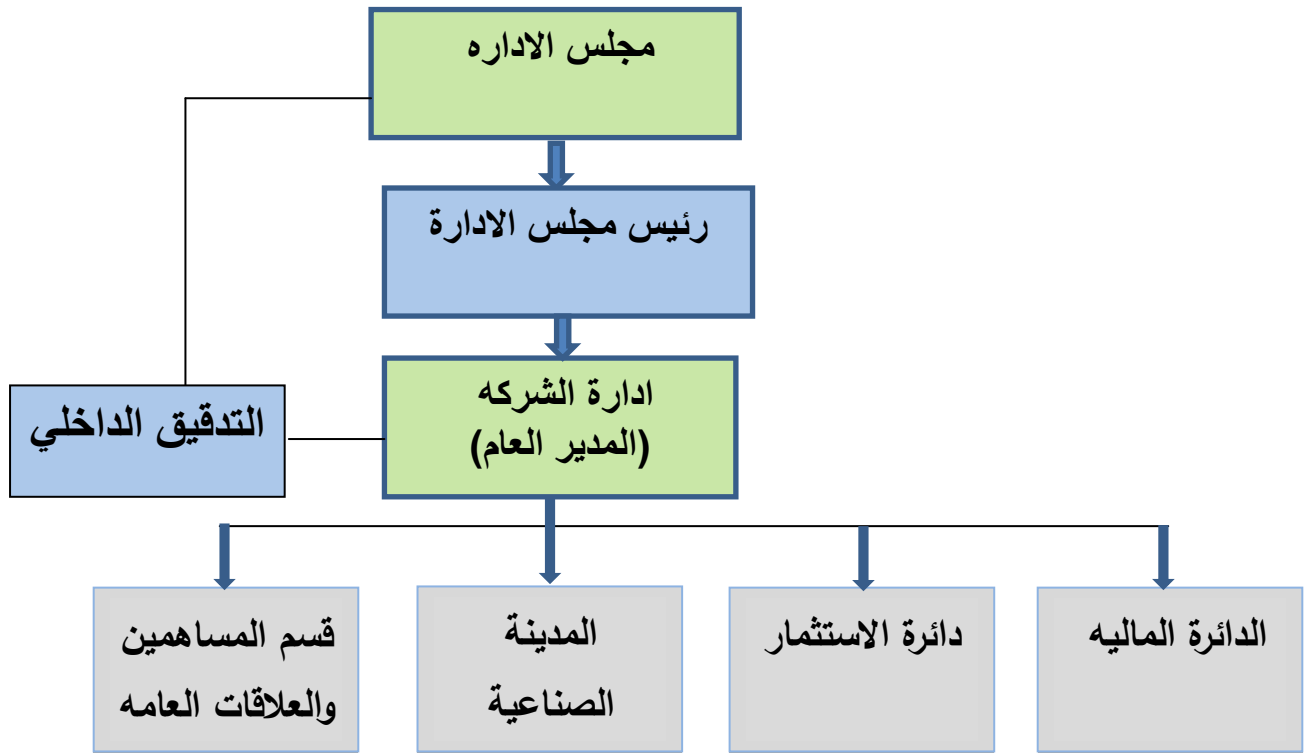 مجلس الاداره
رئيس مجلس الادارة
ادارة الشركه
(المدير العام)
التدقيق الداخلي
الدائرة الماليه
دائرة الاستثمار
المدينة
الصناعية
قسم المساهمين
والعلاقات العامه